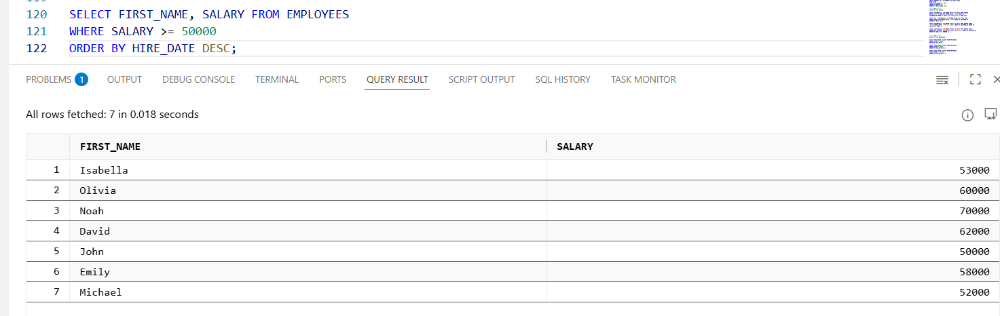 120 SELECT FIRST_NAME, SALARY FROM EMPLOYEES
121 WHERE SALARY >= 50000
122 ORDER BY HIRE_DATE DESC;
PROBLEMS 1 OUTPUT DEBUG CONSOLE TERMINAL PORTS QUERY RESULT SCRIPT OUTPUT SQL HISTORY TASK MONITOR
All rows fetched: 7 in 0.018 seconds
FIRST_NAME SALARY
1 Isabella 53000
2 Olivia 60000
3 Noah 70000
4 David 62000
5 John 50000
6 Emily 58000
7 Michael 52000